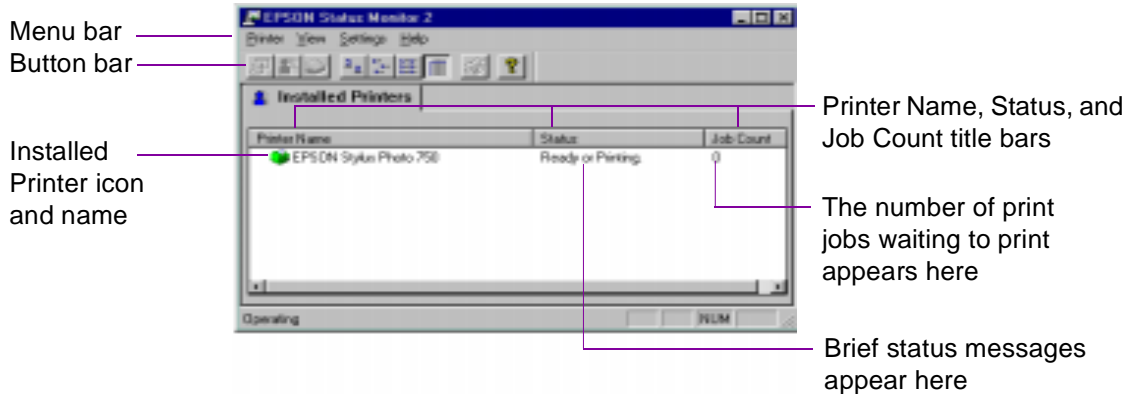 EPSON Status Monitor 2
Menu bar
Printer View Settings Help
Button bar
Installed Printers
Printer Name, Status, and
Job Count title bars
Printer Name Status Job Count
EPSON Stylus Photo 750 Ready or Printing. 0
Installed
Printer icon
and name
The number of print
jobs waiting to print
appears here
Operating NUM
Brief status messages
appear here